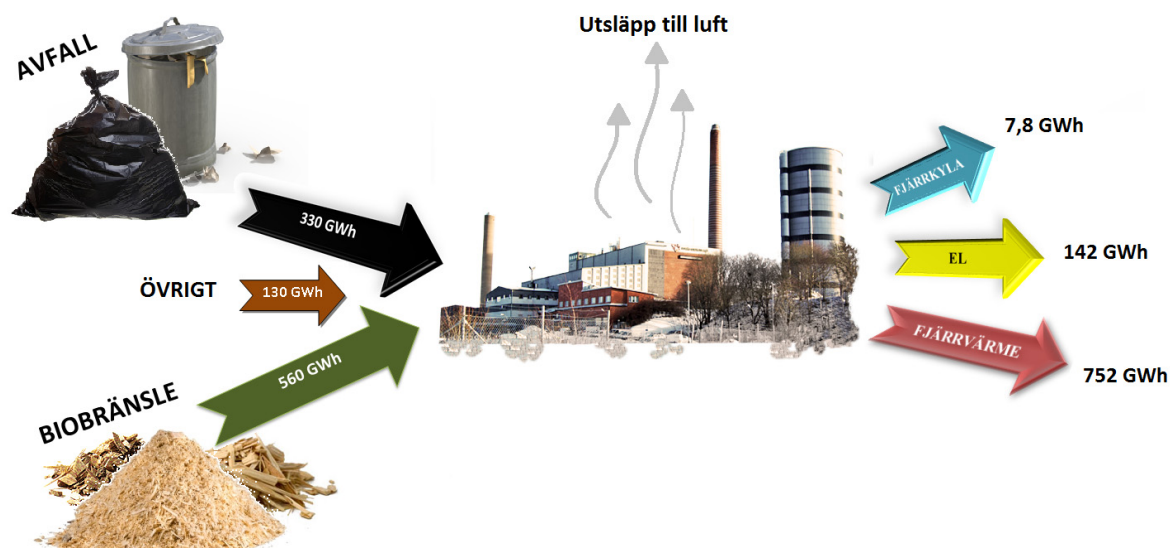 Utsläpp till luft
AVFALL
330 GWh
ÖVRIGT
130 GWh
560 GWh
BIOBRÄNSLE
FJÄRRKYLA
7,8 GWh
EL
142 GWh
FJÄRRVÄRME
752 GWh